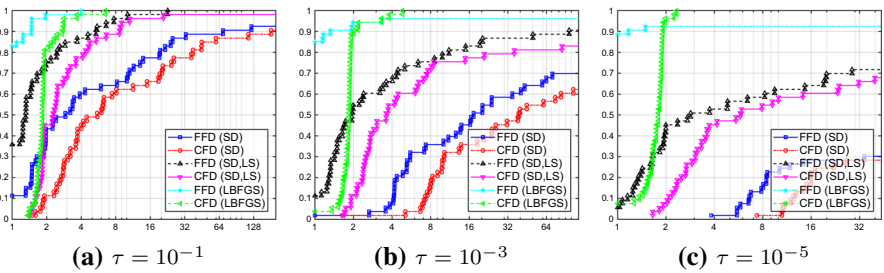 1
0.9
0.8
0.7
0.6
0.5
0.4
0.3
0.2
0.1
0
1 2 4 8 16 32 64 128
FFD (SD)
CFD (SD)
FFD (SD,LS)
CFD (SD,LS)
FFD (LBFGS)
CFD (LBFGS)
(a) τ = 10⁻¹
1
0.9
0.8
0.7
0.6
0.5
0.4
0.3
0.2
0.1
0
1 2 4 8 16 32 64
FFD (SD)
CFD (SD)
FFD (SD,LS)
CFD (SD,LS)
FFD (LBFGS)
CFD (LBFGS)
(b) τ = 10⁻³
1
0.9
0.8
0.7
0.6
0.5
0.4
0.3
0.2
0.1
0
1 2 4 8 16 32
FFD (SD)
CFD (SD)
FFD (SD,LS)
CFD (SD,LS)
FFD (LBFGS)
CFD (LBFGS)
(c) τ = 10⁻⁵